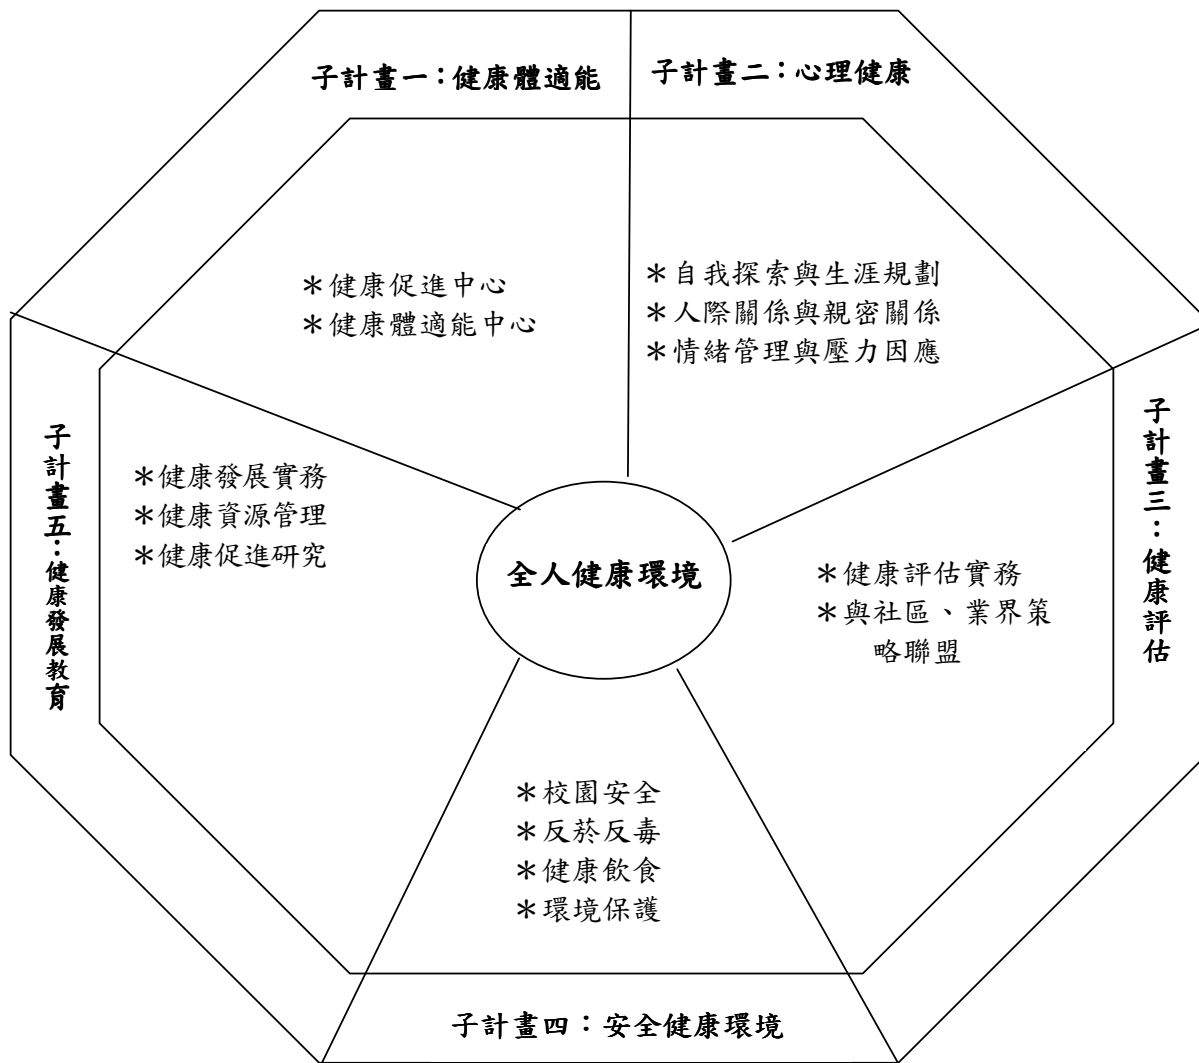 子計畫一：健康體適能
子計畫二：心理健康
＊健康促進中心
＊健康體適能中心
＊自我探索與生涯規劃
＊人際關係與親密關係
＊情緒管理與壓力因應
子計畫三：健康評估
＊健康評估實務
＊與社區、業界策
略聯盟
子計畫五：健康發展教育
＊健康發展實務
＊健康資源管理
＊健康促進研究
全人健康環境
＊校園安全
＊反菸反毒
＊健康飲食
＊環境保護
子計畫四：安全健康環境